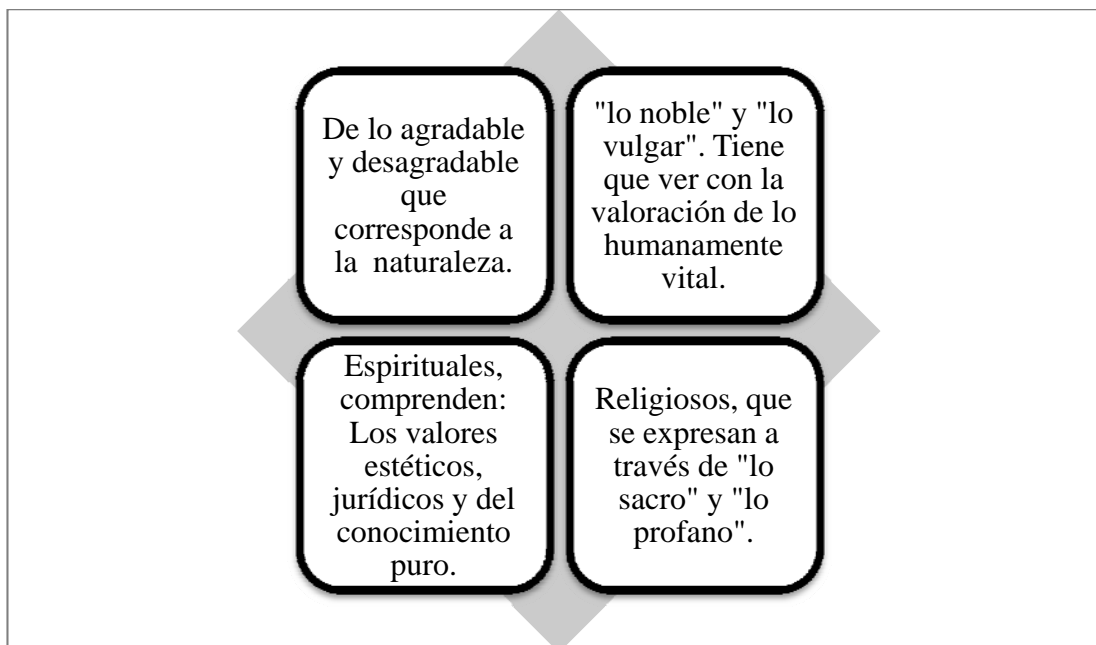 De lo agradable
y desagradable
que
corresponde a
la naturaleza.
"lo noble" y "lo
vulgar". Tiene
que ver con la
valoración de lo
humanamente
vital.
Espirituales,
comprenden:
Los valores
estéticos,
jurídicos y del
conocimiento
puro.
Religiosos, que
se expresan a
través de "lo
sacro" y "lo
profano".